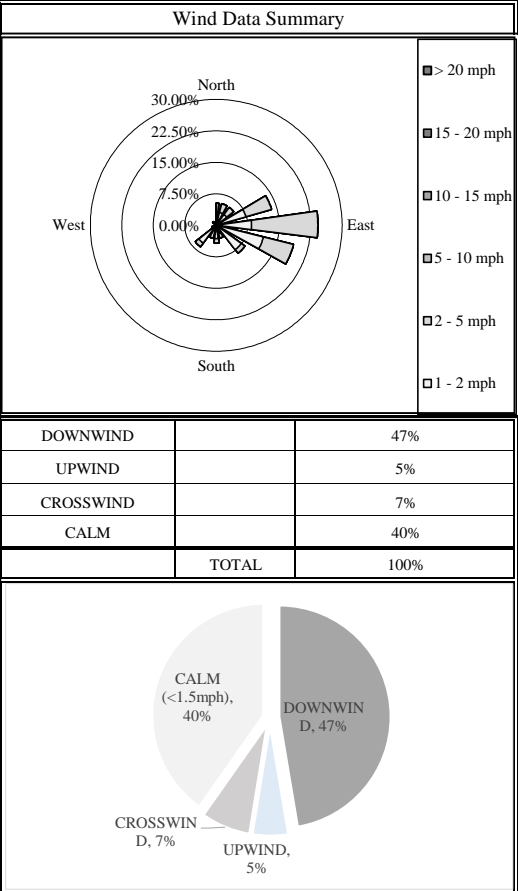 Wind Data Summary
North
30.00%
22.50%
15.00%
7.50%
0.00%
West
East
South
> 20 mph
15 - 20 mph
10 - 15 mph
5 - 10 mph
2 - 5 mph
1 - 2 mph
DOWNWIND 47%
UPWIND 5%
CROSSWIND 7%
CALM 40%
TOTAL 100%
CALM
(<1.5mph),
40%
DOWNWIN
D, 47%
CROSSWIN
D, 7%
UPWIND,
5%